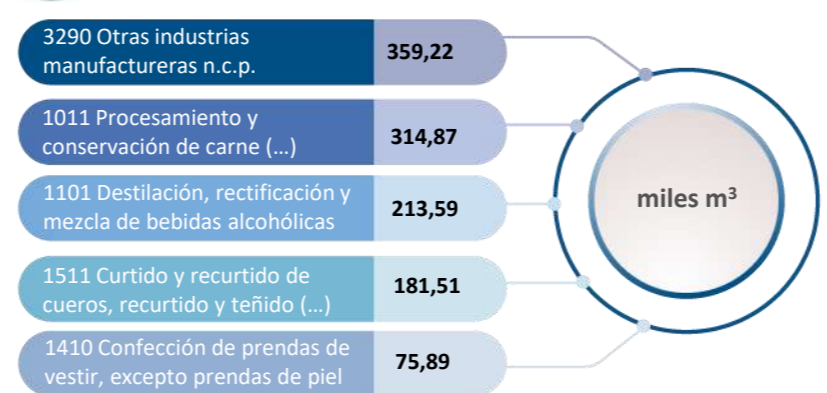 3290 Otras industrias
manufactureras n.c.p.
359,22
1011 Procesamiento y
conservación de carne (...)
314,87
1101 Destilación, rectificación y
mezcla de bebidas alcohólicas
213,59
1511 Curtido y recurtido de
cueros, recurtido y teñido (...)
181,51
1410 Confección de prendas de
vestir, excepto prendas de piel
75,89
miles m³